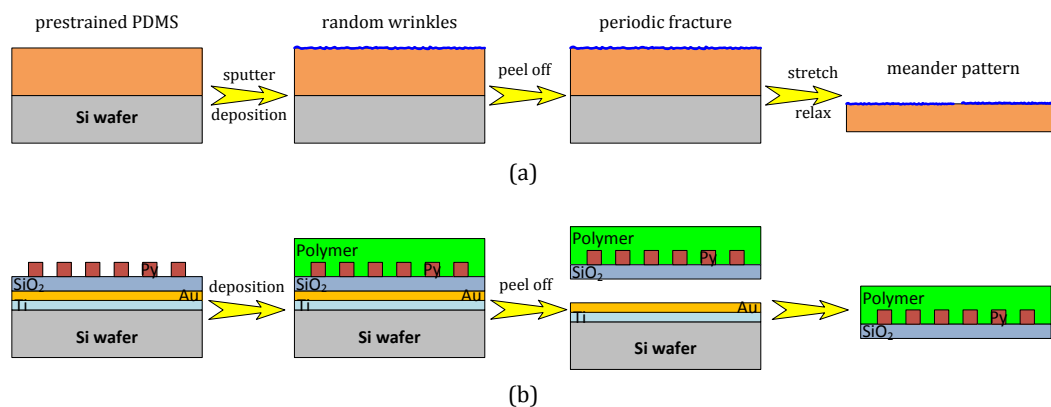 prestrained PDMS
random wrinkles
periodic fracture
meander pattern
sputter
deposition
peel off
stretch
relax
Si wafer
(a)
Py
SiO₂
Au
Ti
Si wafer
deposition
Polymer
Py
SiO₂
Au
Ti
Si wafer
peel off
Polymer
Py
SiO₂
Au
Ti
Si wafer
Polymer
Py
SiO₂
(b)